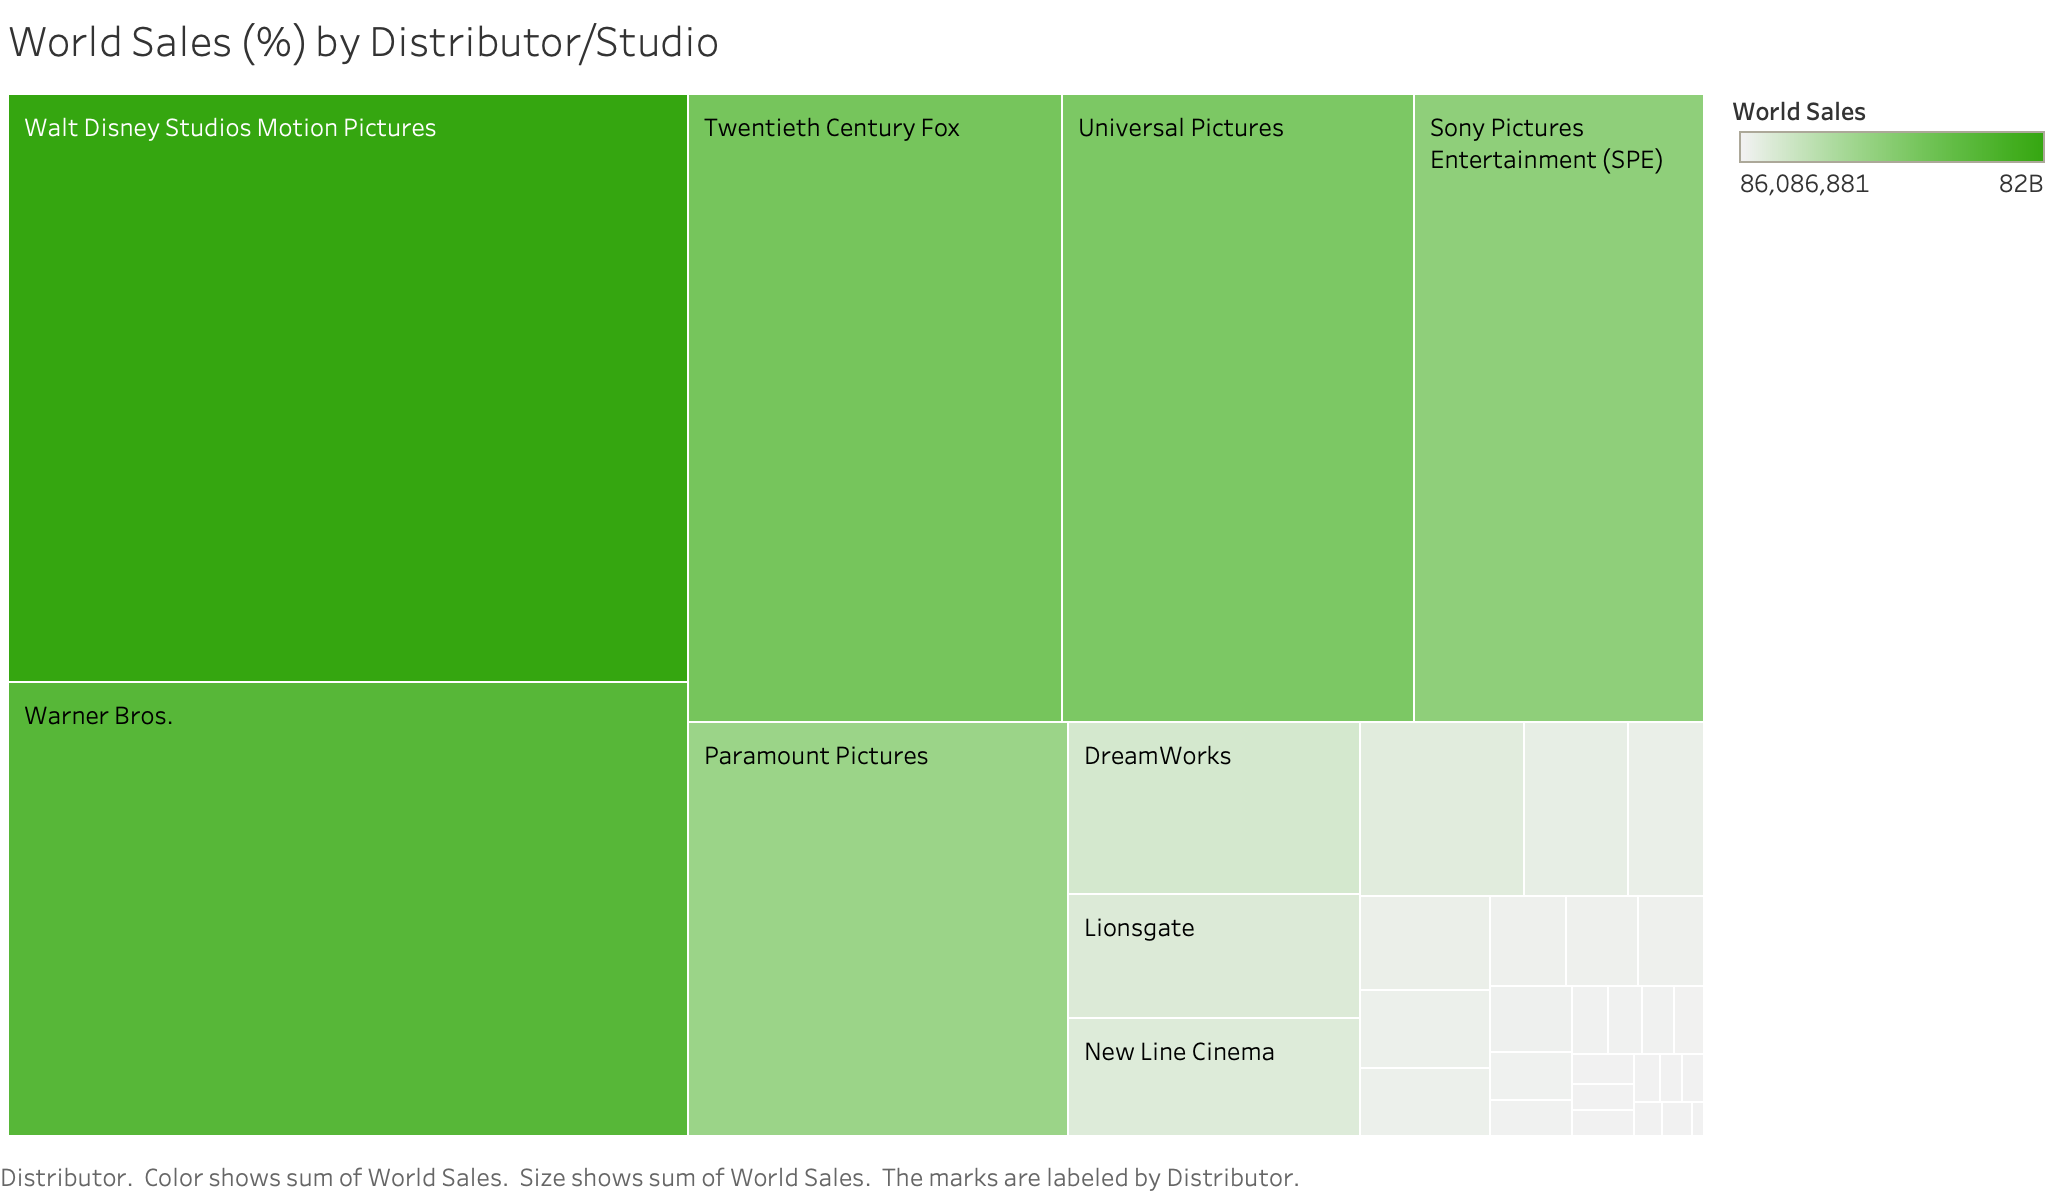 World Sales (%) by Distributor/Studio
Walt Disney Studios Motion Pictures
Twentieth Century Fox
Universal Pictures
Sony Pictures
Entertainment (SPE)
World Sales
86,086,881
82B
Warner Bros.
Paramount Pictures
DreamWorks
Lionsgate
New Line Cinema
Distributor. Color shows sum of World Sales. Size shows sum of World Sales. The marks are labeled by Distributor.